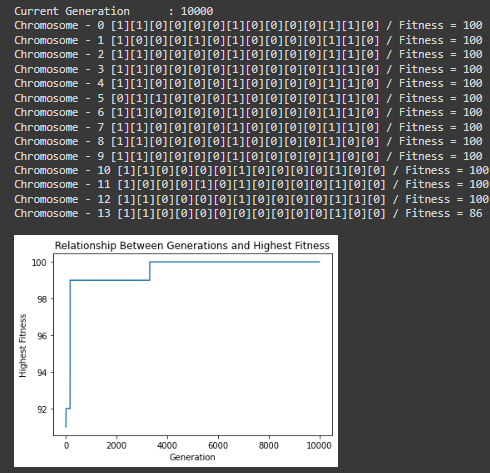 Current Generation      : 10000
Chromosome - 0 [1][1][0][0][0][0][1][0][0][0][0][1][1][0] / Fitness = 100
Chromosome - 1 [1][0][0][0][1][0][1][0][0][0][0][1][1][0] / Fitness = 100
Chromosome - 2 [1][1][0][0][0][0][1][0][0][0][0][1][1][0] / Fitness = 100
Chromosome - 3 [1][1][0][0][0][0][1][0][0][0][0][1][0][0] / Fitness = 100
Chromosome - 4 [1][1][0][0][0][0][1][0][0][0][0][1][0][0] / Fitness = 100
Chromosome - 5 [0][1][1][0][0][0][1][0][0][0][0][1][1][0] / Fitness = 100
Chromosome - 6 [1][1][0][0][0][0][1][0][0][0][0][1][0][0] / Fitness = 100
Chromosome - 7 [1][1][0][0][0][0][1][0][0][0][0][1][0][0] / Fitness = 100
Chromosome - 8 [1][1][0][0][0][0][1][0][0][0][0][1][0][0] / Fitness = 100
Chromosome - 9 [1][1][0][0][0][0][1][0][0][0][0][1][0][0] / Fitness = 100
Chromosome - 10 [1][1][0][0][0][0][1][0][0][0][0][1][0][0] / Fitness = 100
Chromosome - 11 [1][0][0][0][1][0][1][0][0][0][0][1][0][0] / Fitness = 100
Chromosome - 12 [1][1][0][0][0][0][1][0][0][0][0][1][1][0] / Fitness = 100
Chromosome - 13 [1][1][0][0][0][0][0][0][0][0][0][1][0][0] / Fitness = 86
Relationship Between Generations and Highest Fitness
100
98
96
94
92
Highest Fitness
0 2000 4000 6000 8000 10000
Generation